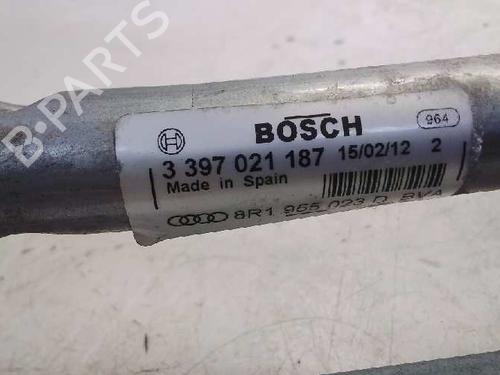 BOSCH
964
3 397 021 187 15/02/12 2
Made in Spain
8R1 955 023 D BVA
B-PARTS